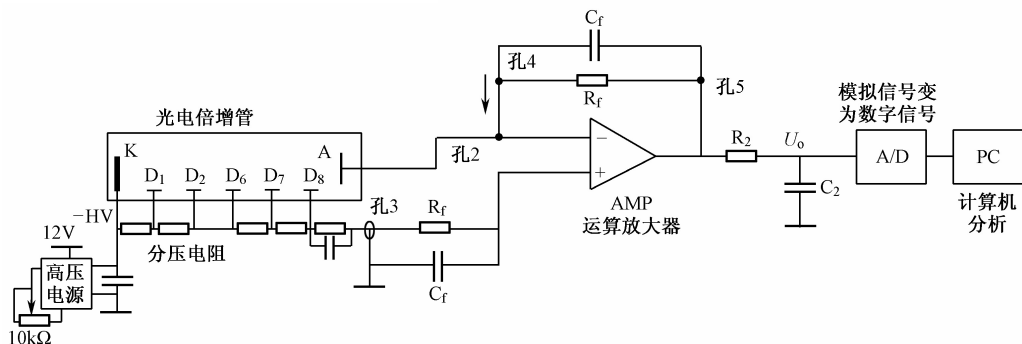 C_f
孔4
R_f
孔5
光电倍增管
K
A
D_1
D_2
D_6
D_7
D_8
孔2
−
+
AMP
运算放大器
R_2
U_o
C_2
模拟信号变
为数字信号
A/D
PC
计算机
分析
−HV
分压电阻
孔3
R_f
C_f
12V
高压
电源
10kΩ